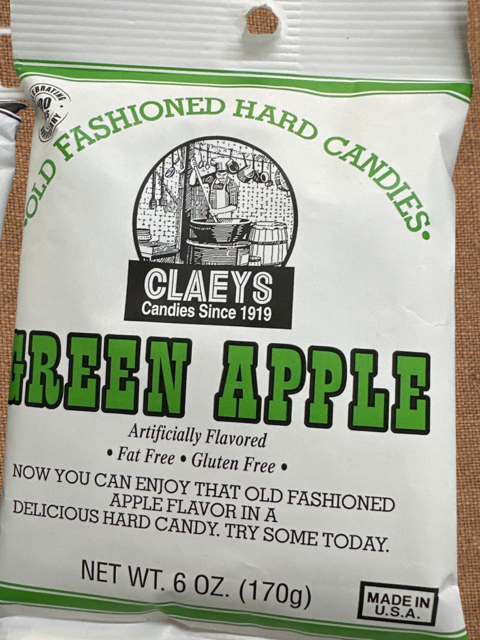 OLD FASHIONED HARD CANDIES•
CLAEYS
Candies Since 1919
GREEN APPLE
Artificially Flavored
• Fat Free • Gluten Free •
NOW YOU CAN ENJOY THAT OLD FASHIONED
APPLE FLAVOR IN A
DELICIOUS HARD CANDY. TRY SOME TODAY.
NET WT. 6 OZ. (170g)
MADE IN
U.S.A.